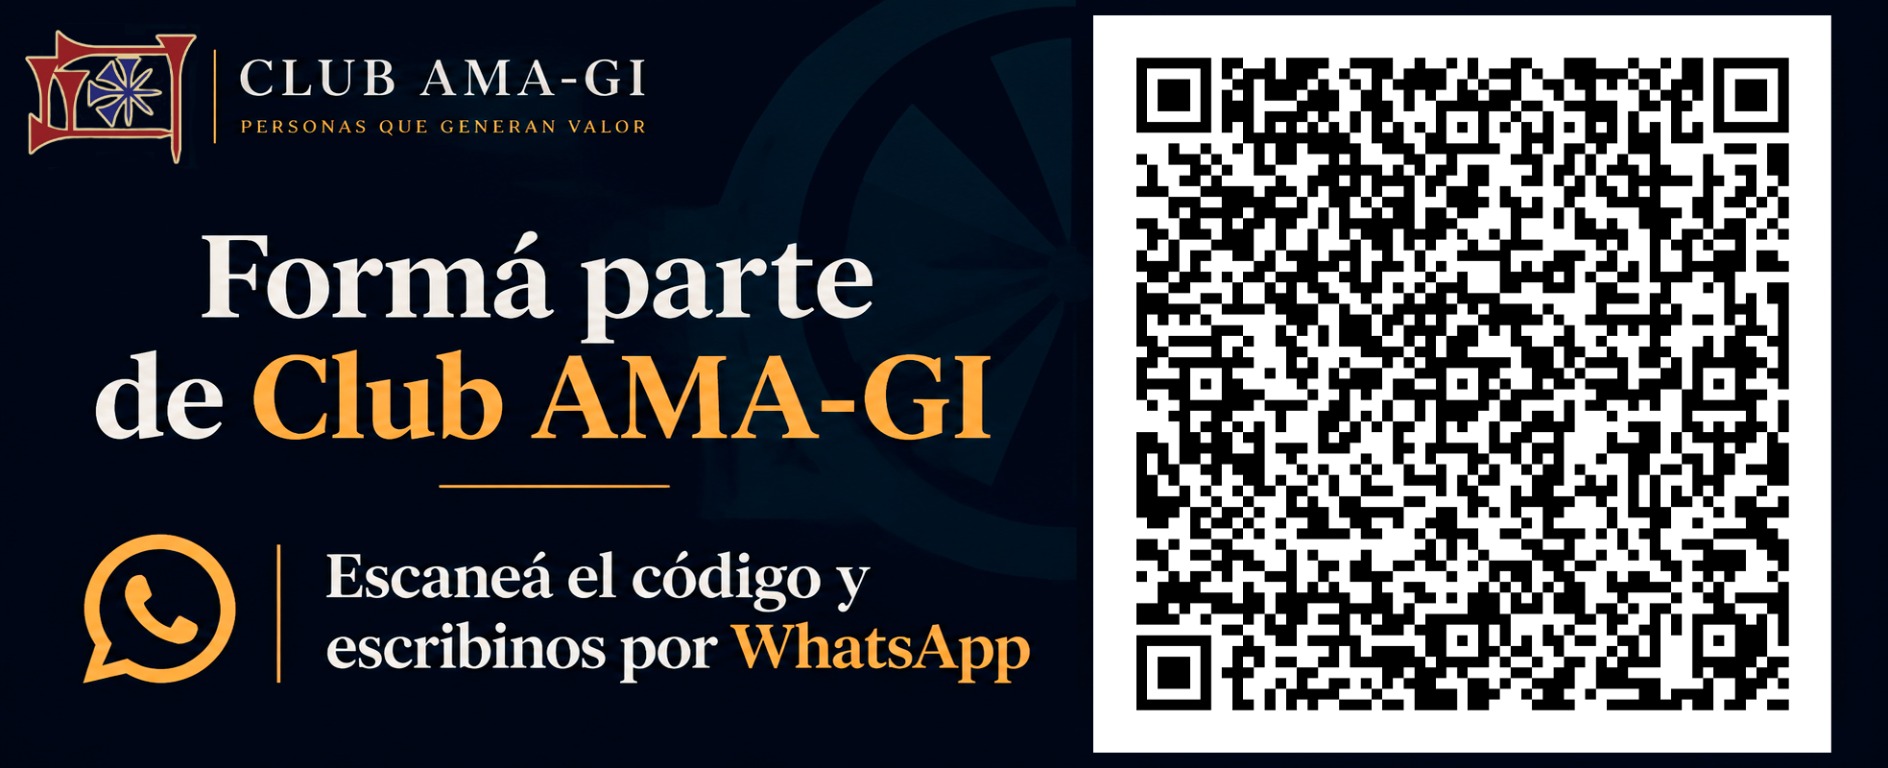 CLUB AMA-GI
PERSONAS QUE GENERAN VALOR
Formá parte
de Club AMA-GI
Escaneá el código y
escribinos por WhatsApp